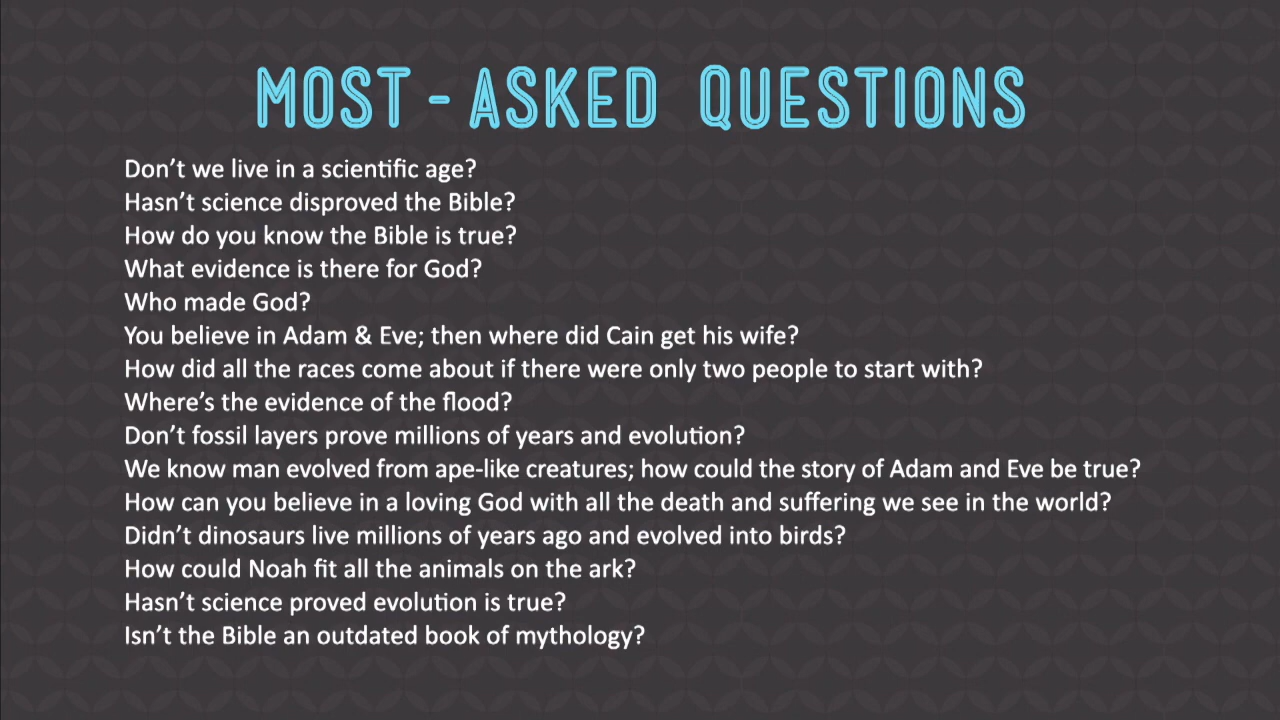 MOST-ASKED QUESTIONS
Don't we live in a scientific age?
Hasn't science disproved the Bible?
How do you know the Bible is true?
What evidence is there for God?
Who made God?
You believe in Adam & Eve; then where did Cain get his wife?
How did all the races come about if there were only two people to start with?
Where's the evidence of the flood?
Don't fossil layers prove millions of years and evolution?
We know man evolved from ape-like creatures; how could the story of Adam and Eve be true?
How can you believe in a loving God with all the death and suffering we see in the world?
Didn't dinosaurs live millions of years ago and evolved into birds?
How could Noah fit all the animals on the ark?
Hasn't science proved evolution is true?
Isn't the Bible an outdated book of mythology?